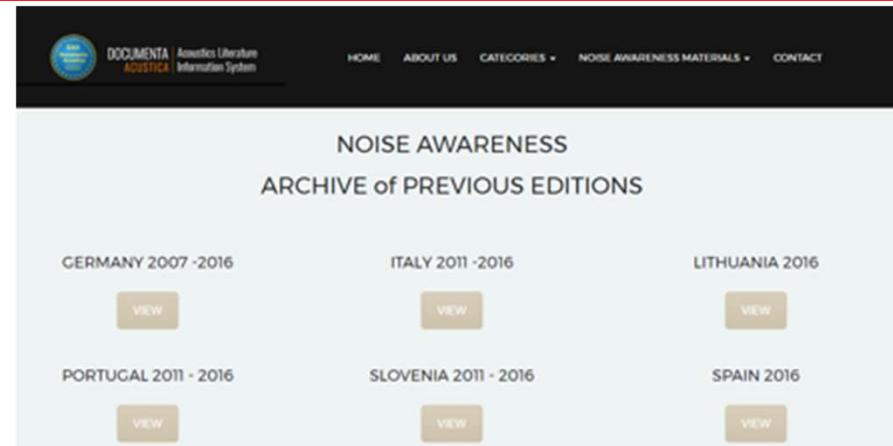 DOCUMENTA Acoustics Literature
ACUSTICA Information System
HOME ABOUT US CATEGORIES NOISE AWARENESS MATERIALS CONTACT
NOISE AWARENESS
ARCHIVE of PREVIOUS EDITIONS
GERMANY 2007 -2016 ITALY 2011 -2016 LITHUANIA 2016
VIEW VIEW VIEW
PORTUGAL 2011 - 2016 SLOVENIA 2011 - 2016 SPAIN 2016
VIEW VIEW VIEW